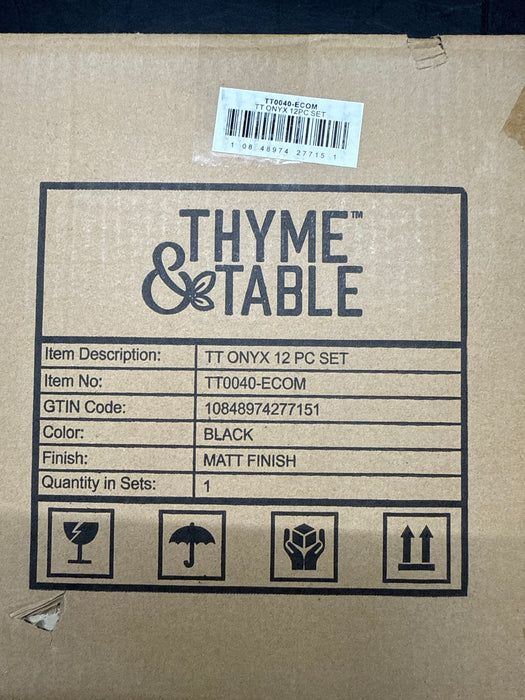 TT0040-ECOM
TT ONYX 12PC SET
1 08 48974 27715 1
THYME™
& TABLE
Item Description: TT ONYX 12 PC SET
Item No: TT0040-ECOM
GTIN Code: 10848974277151
Color: BLACK
Finish: MATT FINISH
Quantity in Sets: 1